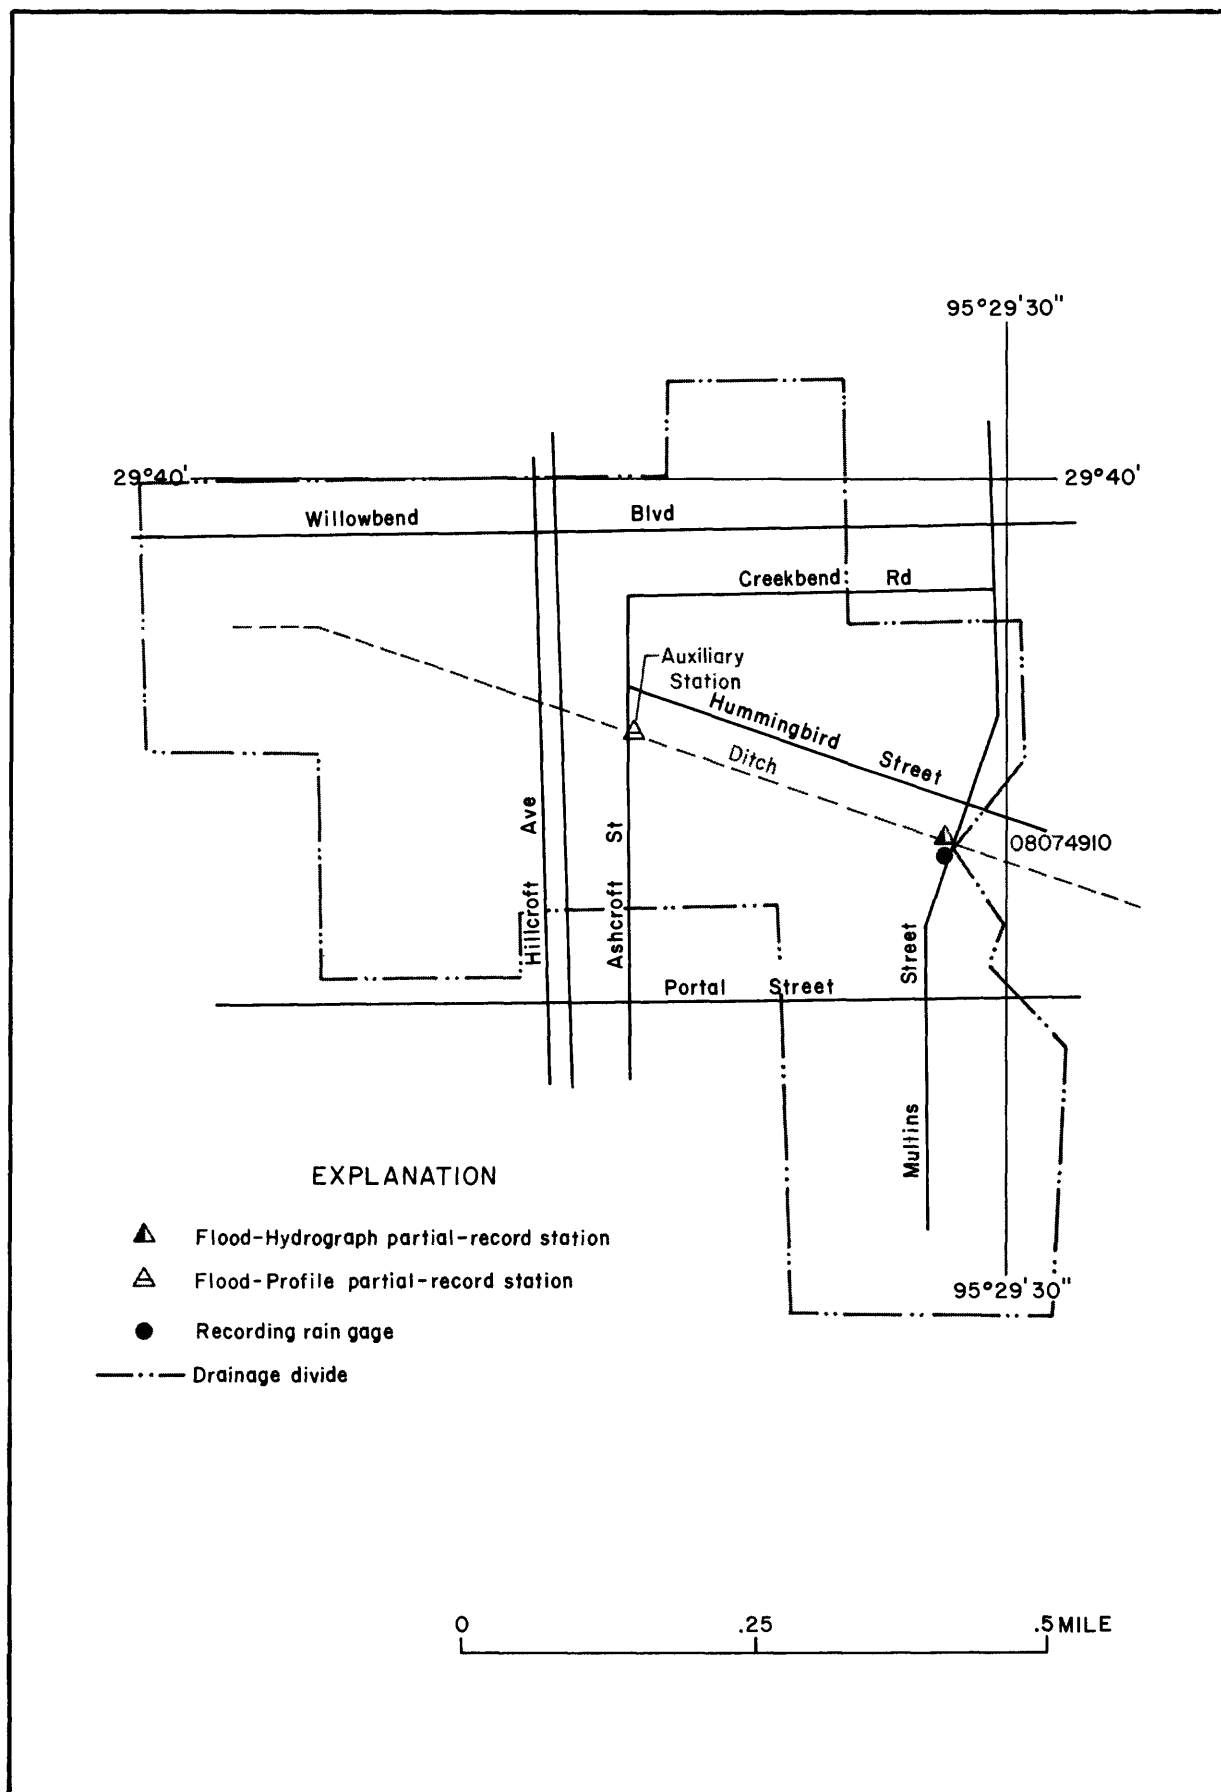 95°29'30"
29°40'
29°40'
Willowbend Blvd
Creekbend Rd
Auxiliary
Station
Hummingbird Street
Ditch
Hillcroft Ave
Ashcroft St
08074910
Mullins Street
Portal Street
95°29'30"
EXPLANATION
Flood-Hydrograph partial-record station
Flood-Profile partial-record station
Recording rain gage
Drainage divide
0 .25 .5 MILE